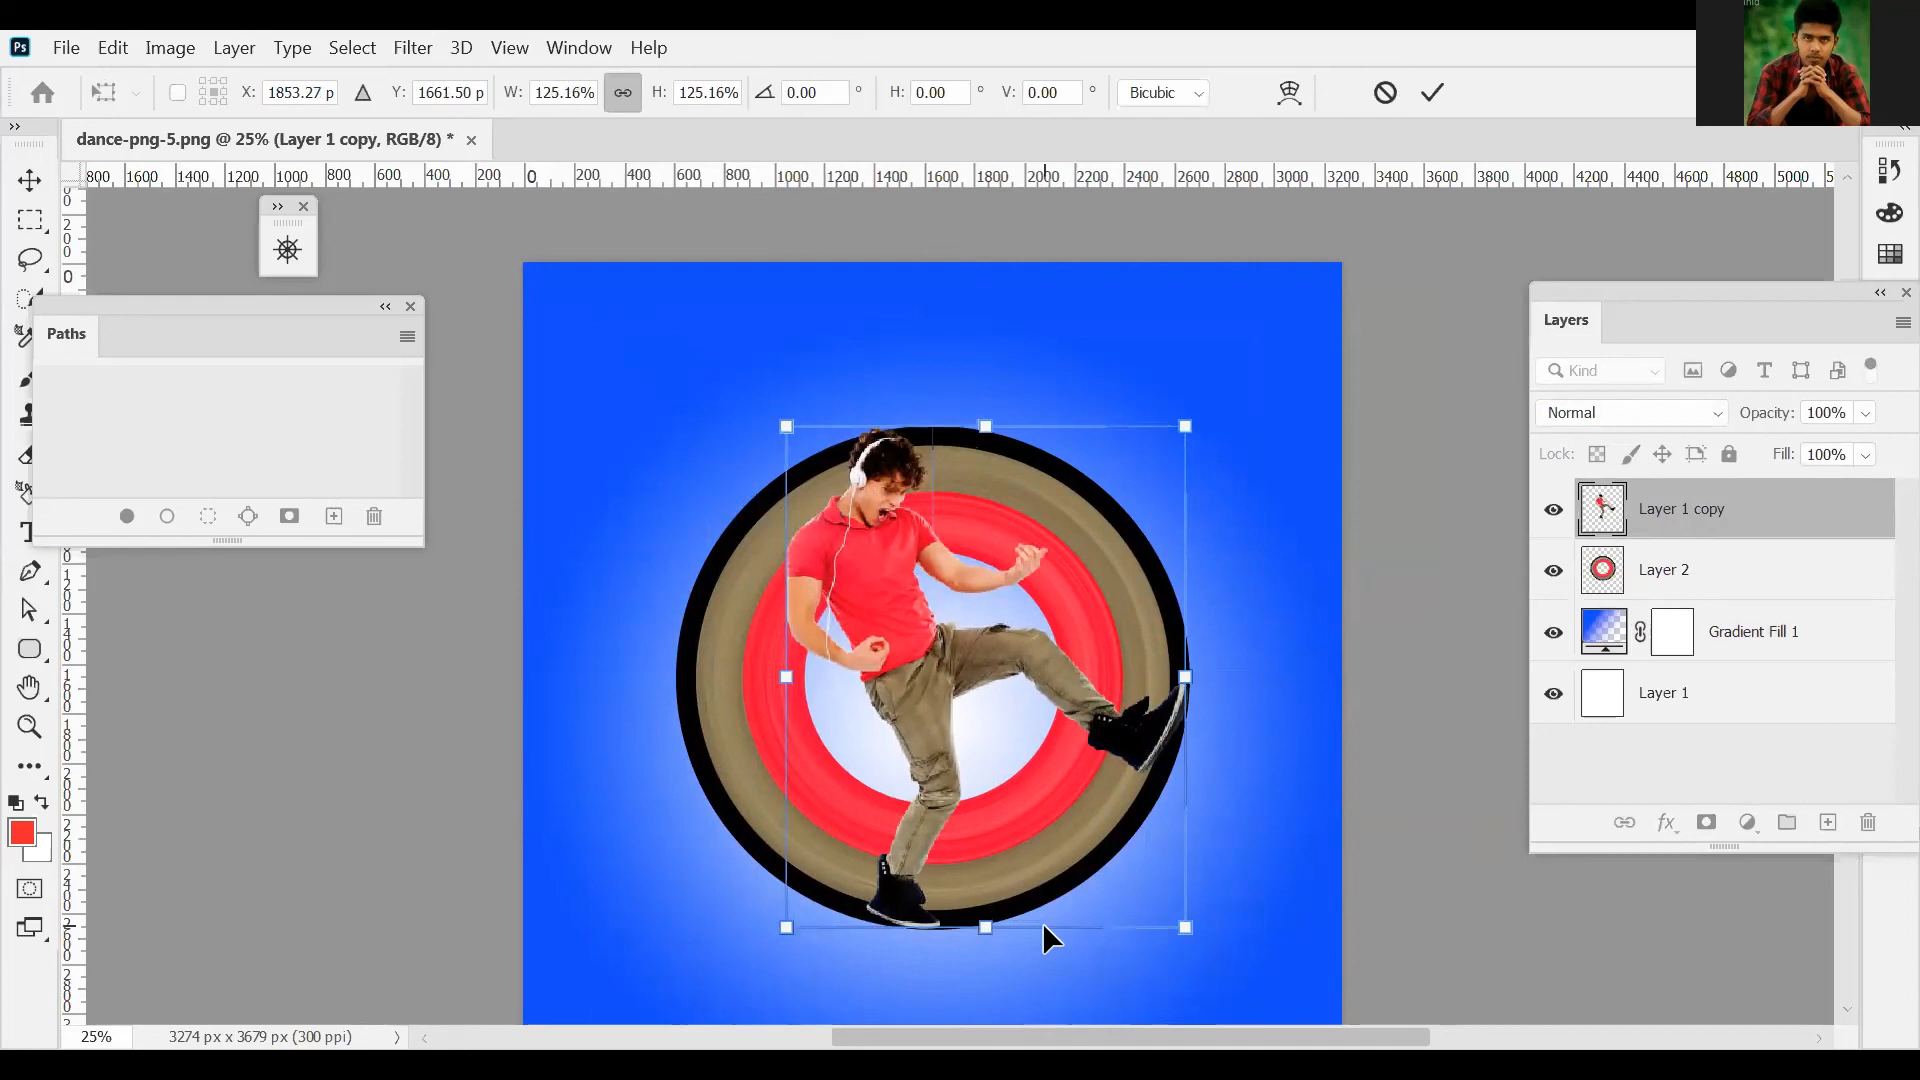 Ps File Edit Image Layer Type Select Filter 3D View Window Help
X: 1853.27 p Y: 1661.50 p W: 125.16% H: 125.16% 0.00 ° H: 0.00 ° V: 0.00 ° Bicubic
dance-png-5.png @ 25% (Layer 1 copy, RGB/8) *
800 1600 1400 1200 1000 800 600 400 200 0 200 400 600 800 1000 1200 1400 1600 1800 2000 2200 2400 2600 2800 3000 3200 3400 3600 3800 4000 4200 4400 4600 4800 5000 5
Paths
Layers
Kind
Normal Opacity: 100%
Lock: Fill: 100%
Layer 1 copy
Layer 2
Gradient Fill 1
Layer 1
25% 3274 px x 3679 px (300 ppi)